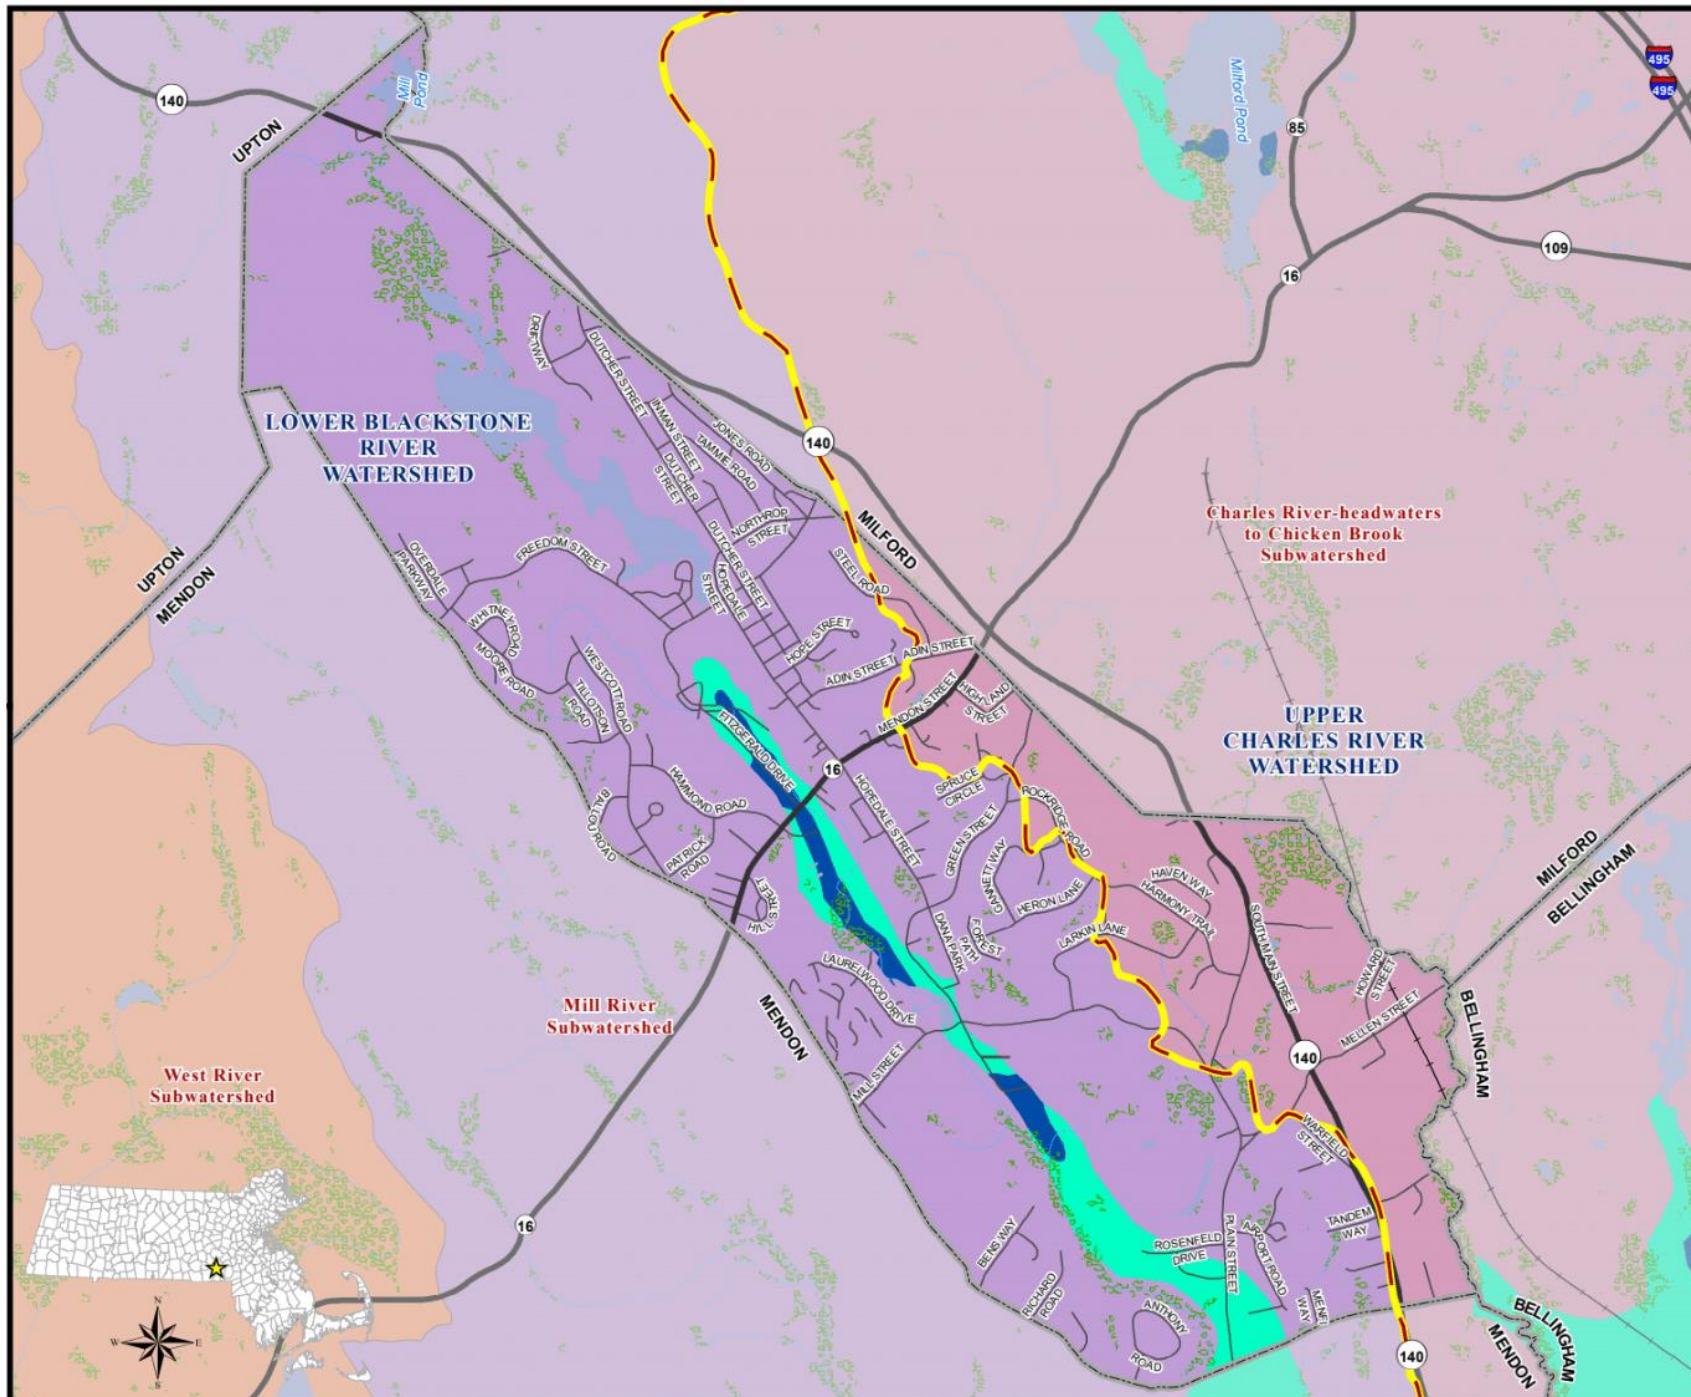 495
495
Mill
Pond
Milford Pond
140
85
UPTON
109
16
DRIFTWAY
DUTCHER STREET
LOWER BLACKSTONE
RIVER
WATERSHED
INMAN STREET
JONES ROAD
TAMMIE ROAD
140
DUTCHER
STREET
Charles River-headwaters
to Chicken Brook
Subwatershed
NORTHROP
STREET
MILFORD
DUTCHER STREET
OVERDALE
PARKWAY
FREEDOM STREET
STEEL ROAD
UPTON
MENDON
HOPEDALE
STREET
WHITNEY ROAD
HOPE STREET
MOORE ROAD
WESTCOTT ROAD
ADIN STREET
ADIN STREET
TILLOTSON
ROAD
MENDON STREET
HIGHLAND
STREET
UPPER
CHARLES RIVER
WATERSHED
FITZGERALD DRIVE
16
SPRUCE
CIRCLE
ROCKRIDGE ROAD
HAMMOND ROAD
BALLOU ROAD
HOPEDALE STREET
GREEN STREET
PATRICK
ROAD
GANNETT WAY
HERON LANE
HAVEN WAY
HARMONY TRAIL
MILFORD
BELLINGHAM
HILL STREET
DANA PARK
FOREST
PATH
LARKIN LANE
SOUTH MAIN STREET
LAURELWOOD DRIVE
HOWARD
STREET
Mill River
Subwatershed
MENDON
MELLEN STREET
BELLINGHAM
140
MILL STREET
West River
Subwatershed
WARFIELD
STREET
16
BENS WAY
ROSENFELD
DRIVE
PLAIN STREET
AIRPORT ROAD
TANDEM
WAY
RICHARD
ROAD
ANTHONY
ROAD
MENFI
WAY
BELLINGHAM
MENDON
140
N
W
E
S